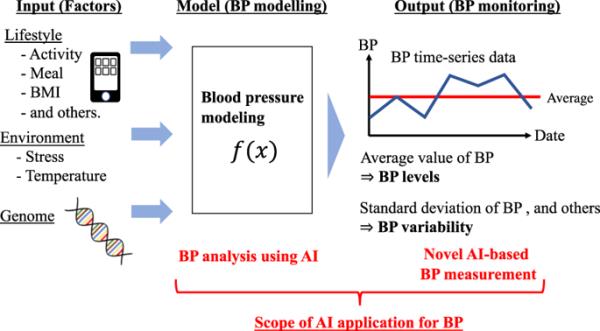 Input (Factors)
Model (BP modelling)
Output (BP monitoring)
Lifestyle
- Activity
- Meal
- BMI
- and others.
Environment
- Stress
- Temperature
Genome
Blood pressure
modeling
f(x)
BP
BP time-series data
Average
Date
Average value of BP
⇒ BP levels
Standard deviation of BP , and others
⇒ BP variability
BP analysis using AI
Novel AI-based
BP measurement
Scope of AI application for BP